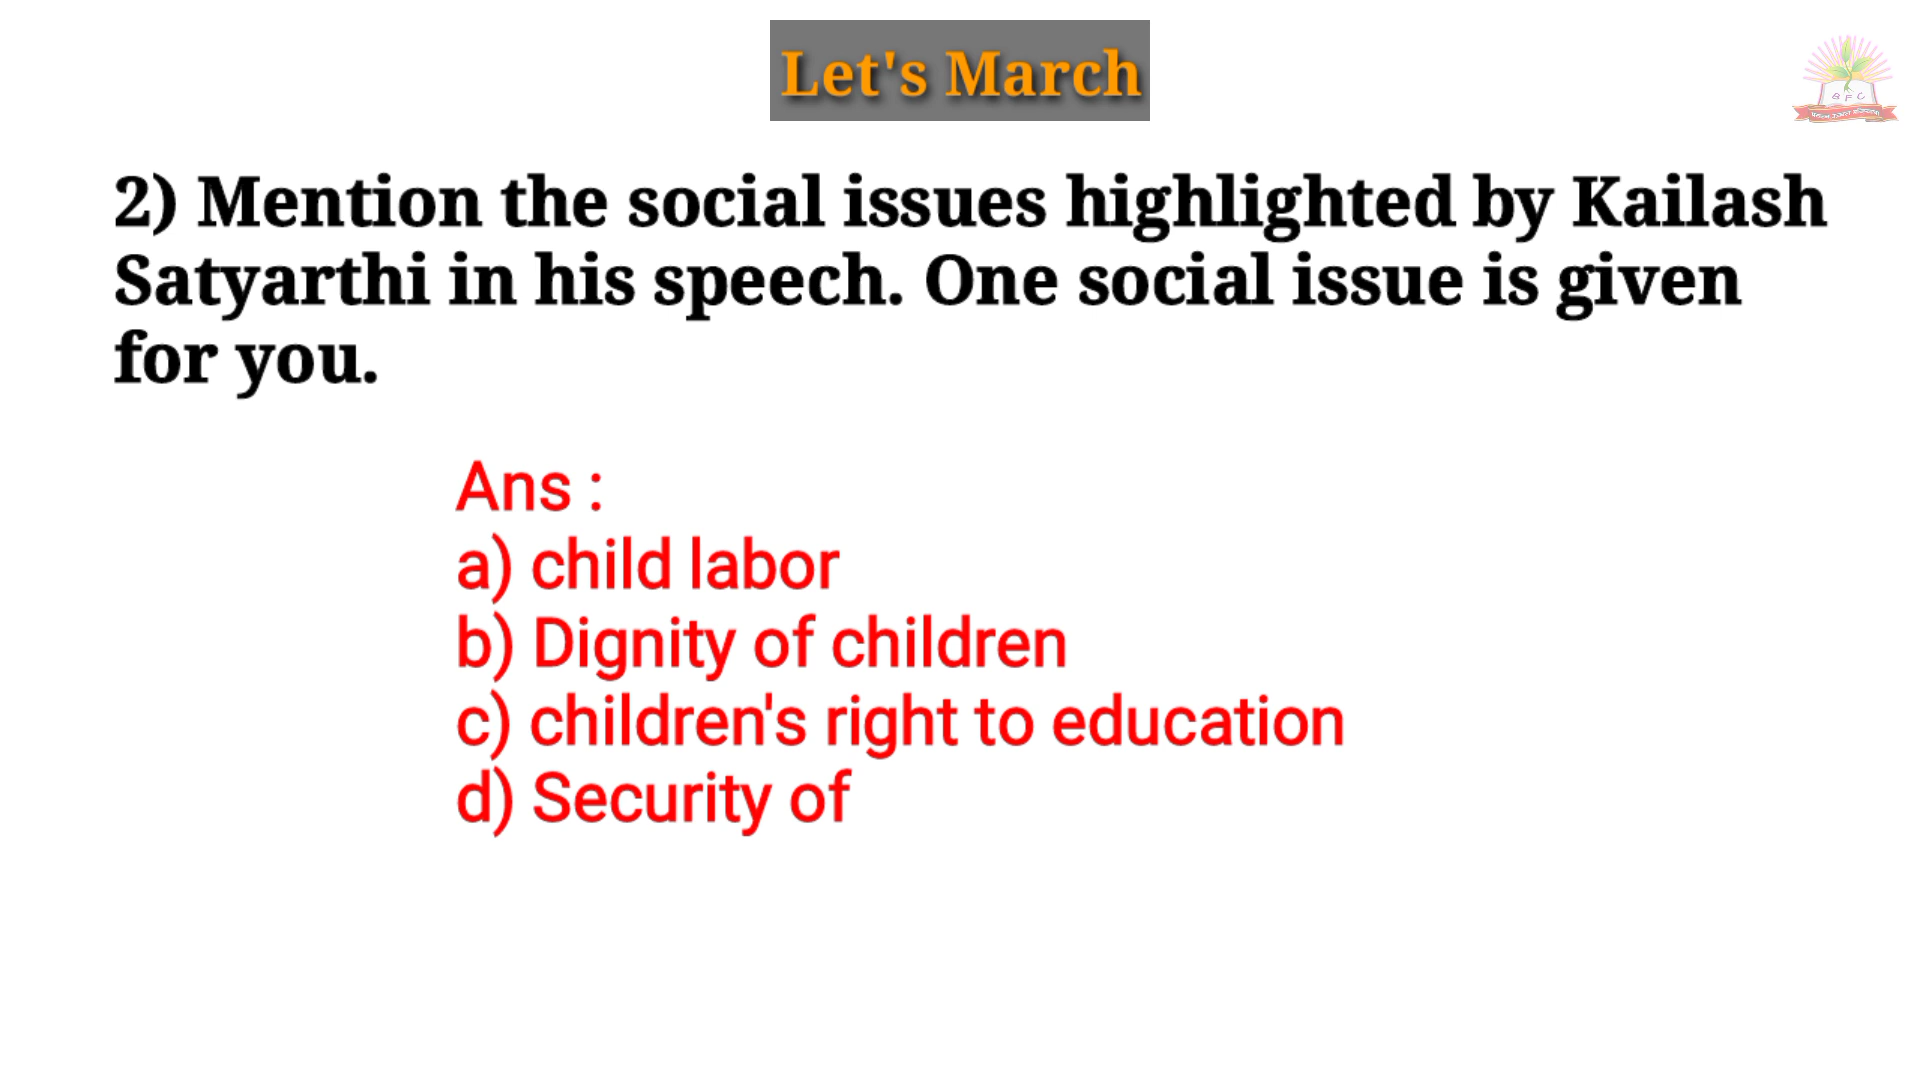 Let's March
B F C
2) Mention the social issues highlighted by Kailash
Satyarthi in his speech. One social issue is given
for you.
Ans :
a) child labor
b) Dignity of children
c) children's right to education
d) Security of